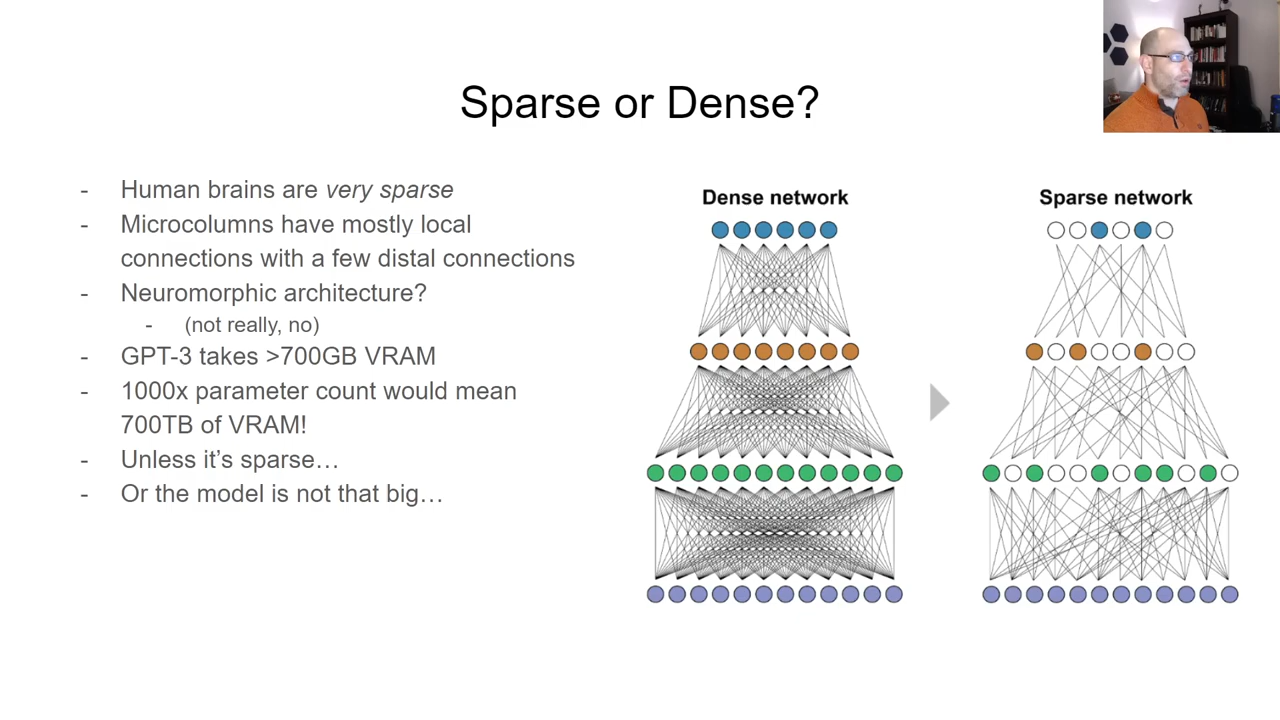 Sparse or Dense?
- Human brains are very sparse
- Microcolumns have mostly local
connections with a few distal connections
- Neuromorphic architecture?
- (not really, no)
- GPT-3 takes >700GB VRAM
- 1000x parameter count would mean
700TB of VRAM!
- Unless it’s sparse…
- Or the model is not that big…
Dense network
Sparse network